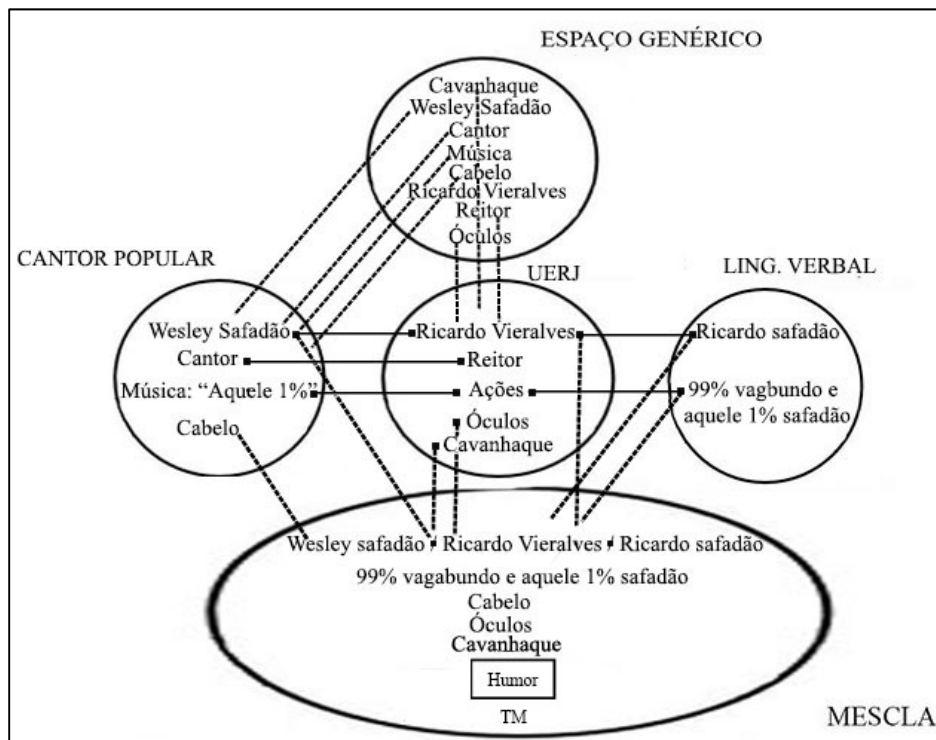 ESPAÇO GENÉRICO
Cavanhaque
Wesley Safadão
Cantor
Música
Cabelo
Ricardo Vieralves
Reitor
Óculos
CANTOR POPULAR
UERJ
LING. VERBAL
Wesley Safadão
Cantor
Música: “Aquele 1%”
Cabelo
Ricardo Vieralves
Reitor
Ações
Óculos
Cavanhaque
Ricardo safadão
99% vagbundo e
aquele 1% safadão
Wesley safadão / Ricardo Vieralves / Ricardo safadão
99% vagabundo e aquele 1% safadão
Cabelo
Óculos
Cavanhaque
Humor
TM
MESCLA